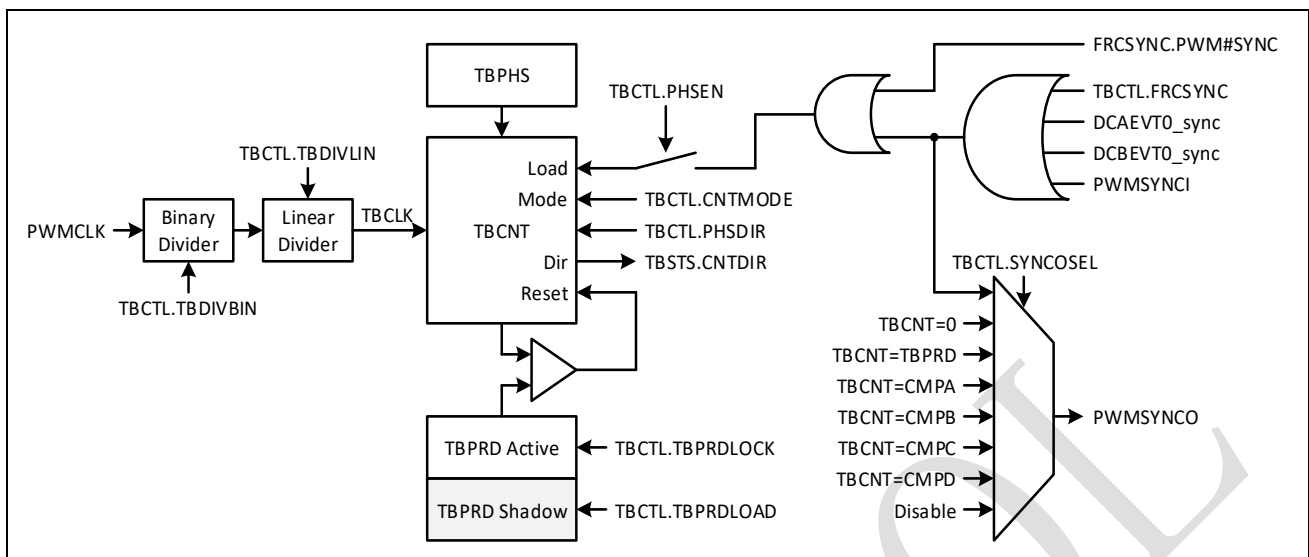 FRCSYNC.PWM#SYNC
TBPHS
TBCTL.PHSEN
TBCTL.FRCSYNC
DCAEVT0_sync
DCBEVT0_sync
PWMSYNCI
TBCTL.TBDIVLIN
Load
Mode
TBCTL.CNTMODE
PWMCLK
Binary
Divider
Linear
Divider
TBCLK
TBCNT
TBCTL.PHSDIR
Dir
TBSTS.CNTDIR
Reset
TBCTL.TBDIVBIN
TBCTL.SYNCOSEL
TBCNT=0
TBCNT=TBPRD
TBCNT=CMPA
TBCNT=CMPB
TBCNT=CMPC
TBCNT=CMPD
Disable
PWMSYNCO
TBPRD Active
TBCTL.TBPRDLOCK
TBPRD Shadow
TBCTL.TBPRDLOAD